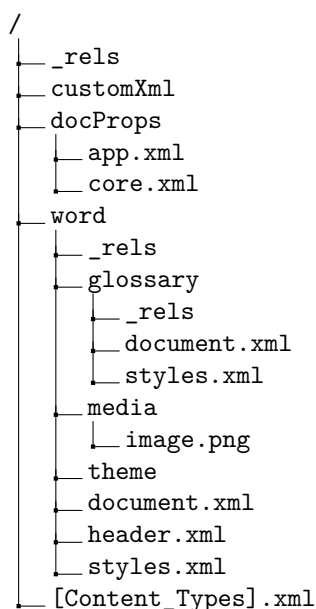 /
_rels
customXml
docProps
app.xml
core.xml
word
_rels
glossary
_rels
document.xml
styles.xml
media
image.png
theme
document.xml
header.xml
styles.xml
[Content_Types].xml